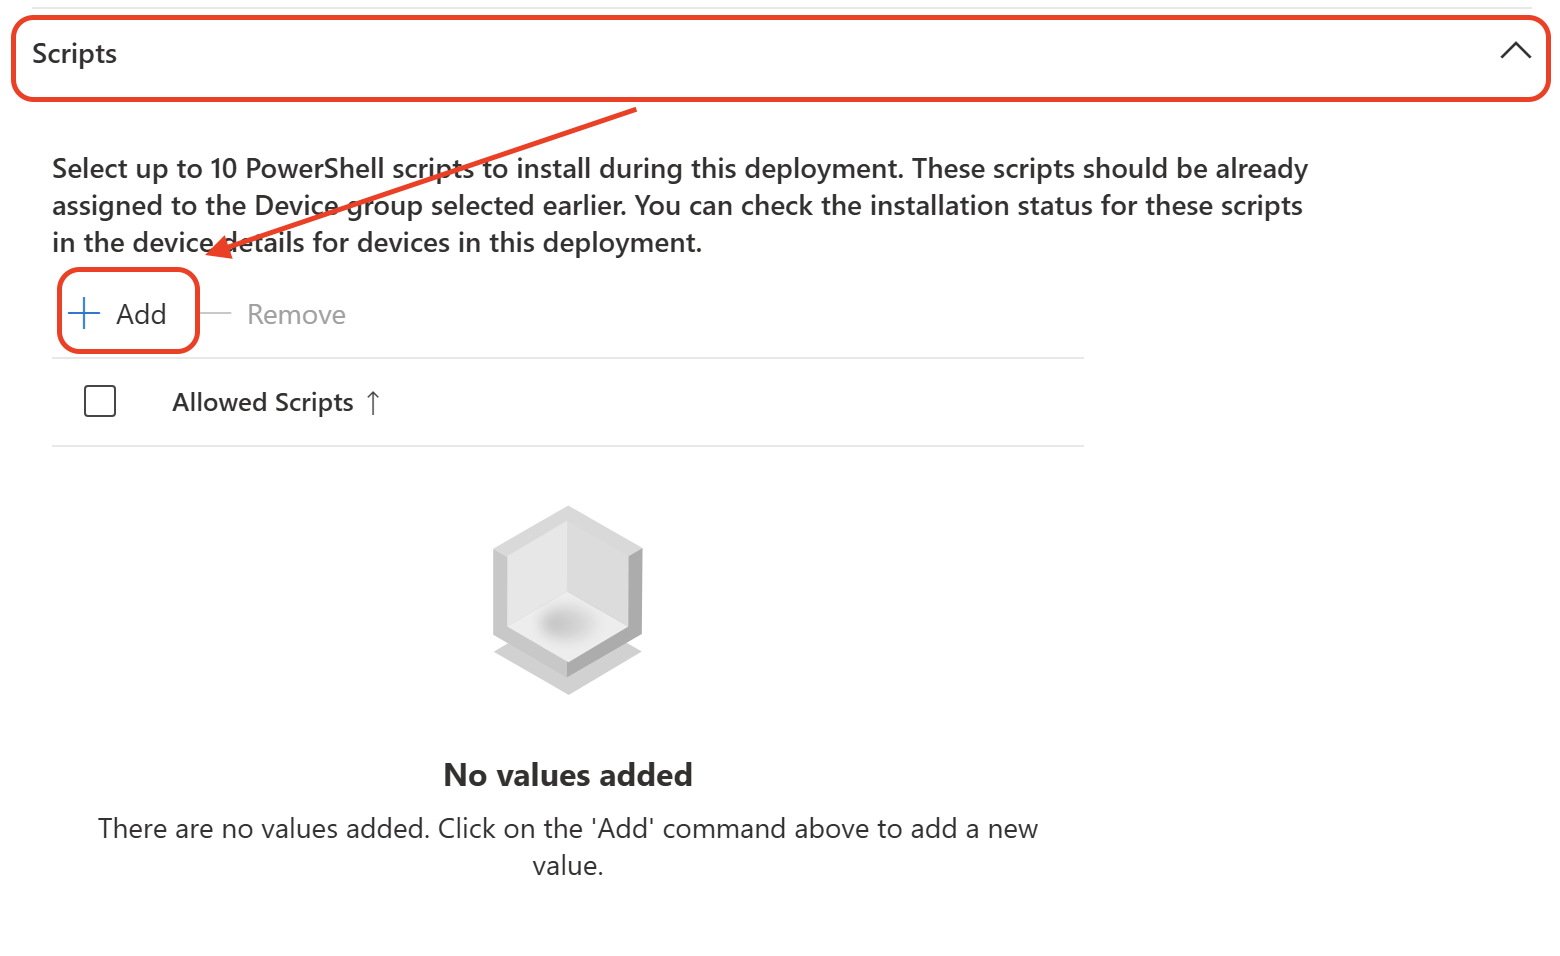 Scripts
Select up to 10 PowerShell scripts to install during this deployment. These scripts should be already
assigned to the Device group selected earlier. You can check the installation status for these scripts
in the device details for devices in this deployment.
Add Remove
Allowed Scripts ↑
No values added
There are no values added. Click on the 'Add' command above to add a new
value.